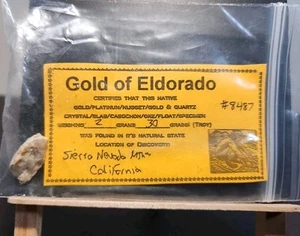 Gold of Eldorado
CERTIFIED THAT THIS NATIVE
GOLD/PLATINUM/NUGGET/GOLD & QUARTZ
#8487
CRYSTAL/SLAB/CABOCHON/ORE/FLOAT/SPECIMEN
WEIGHING 2 GRAMS 30 GRAINS (TROY)
WAS FOUND IN IT'S NATURAL STATE
LOCATION OF DISCOVERY:
Sierra Nevada Mtns
California